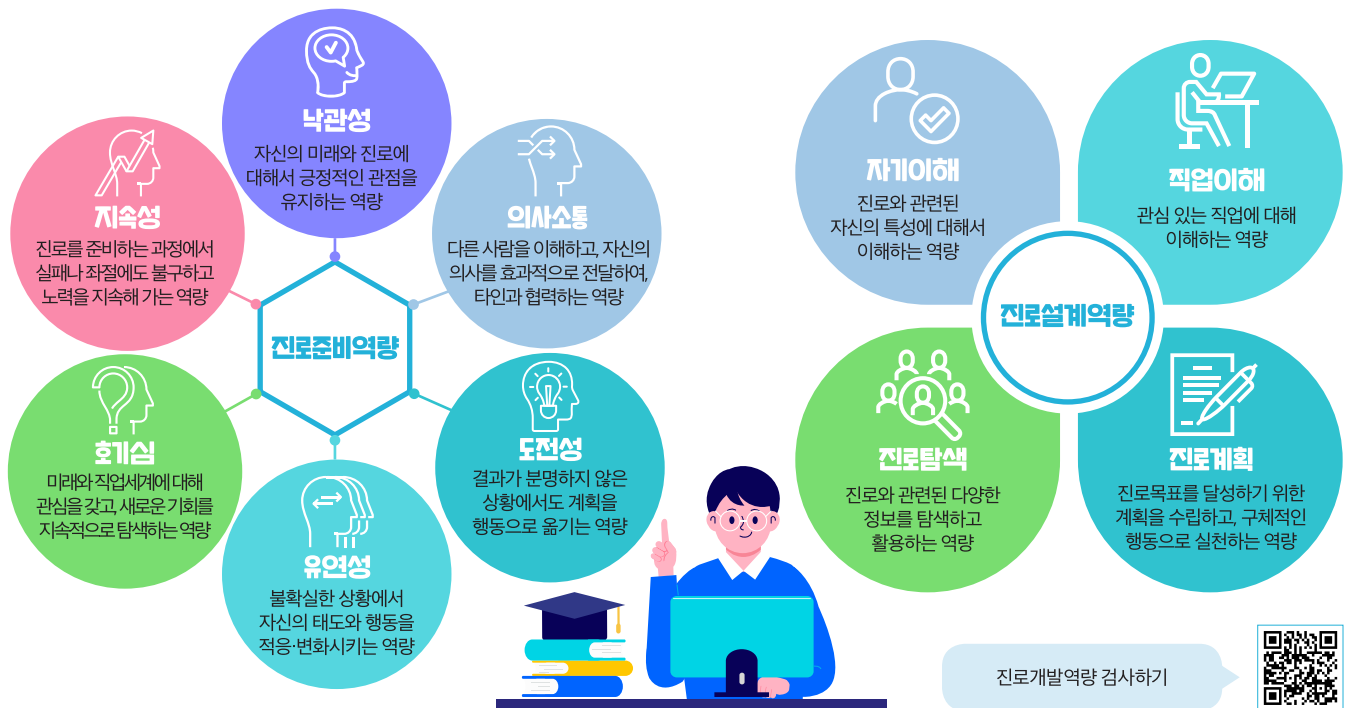 낙관성
자신의 미래와 진로에
대해서 긍정적인 관점을
유지하는 역량
지속성
진로를 준비하는 과정에서
실패나 좌절에도 불구하고
노력을 지속해 가는 역량
의사소통
다른 사람을 이해하고, 자신의
의사를 효과적으로 전달하여,
타인과 협력하는 역량
진로준비역량
호기심
미래와 직업세계에 대해
관심을 갖고, 새로운 기회를
지속적으로 탐색하는 역량
도전성
결과가 분명하지 않은
상황에서도 계획을
행동으로 옮기는 역량
유연성
불확실한 상황에서
자신의 태도와 행동을
적응·변화시키는 역량
자기이해
진로와 관련된
자신의 특성에 대해서
이해하는 역량
직업이해
관심 있는 직업에 대해
이해하는 역량
진로설계역량
진로탐색
진로와 관련된 다양한
정보를 탐색하고
활용하는 역량
진로계획
진로목표를 달성하기 위한
계획을 수립하고, 구체적인
행동으로 실천하는 역량
진로개발역량 검사하기